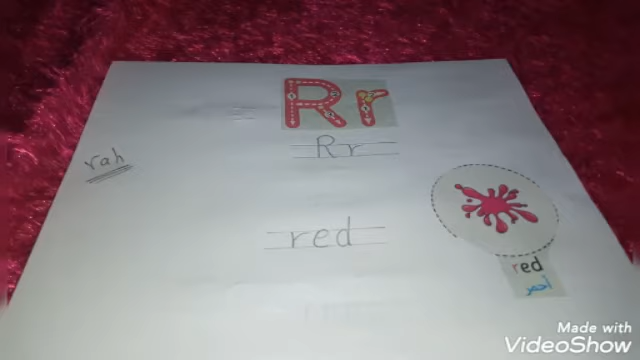 Rr
Rr
rah
red
red
أحمر
Made with
VideoShow